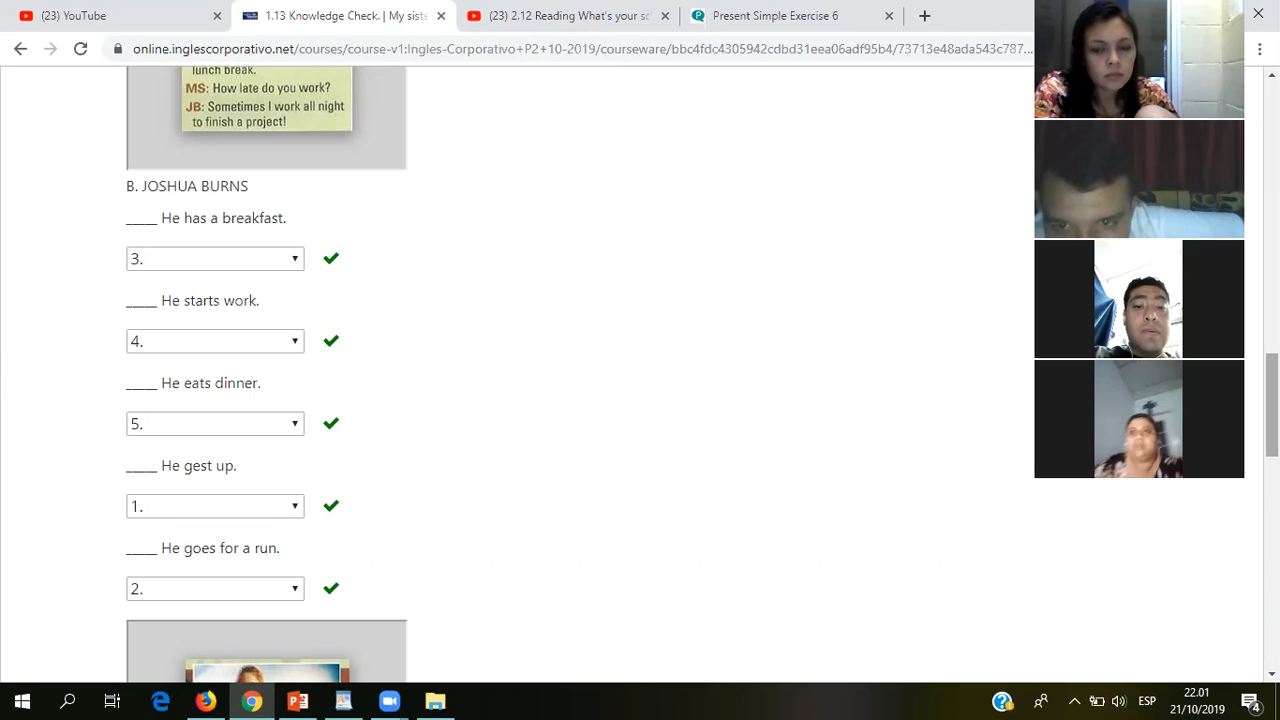 (23) YouTube
1.13 Knowledge Check. | My siste
(23) 2.12 Reading What's your sc
Present Simple Exercise 6
online.inglescorporativo.net/courses/course-v1:Ingles-Corporativo+P2+10-2019/courseware/bbc4fdc4305942cdbd31eea06adf95b4/73713e48ada543c787...
lunch break.
MS: How late do you work?
JB: Sometimes I work all night
to finish a project!
B. JOSHUA BURNS
_____ He has a breakfast.
3.
_____ He starts work.
4.
_____ He eats dinner.
5.
_____ He gest up.
1.
_____ He goes for a run.
2.
ESP
22.01
21/10/2019
4